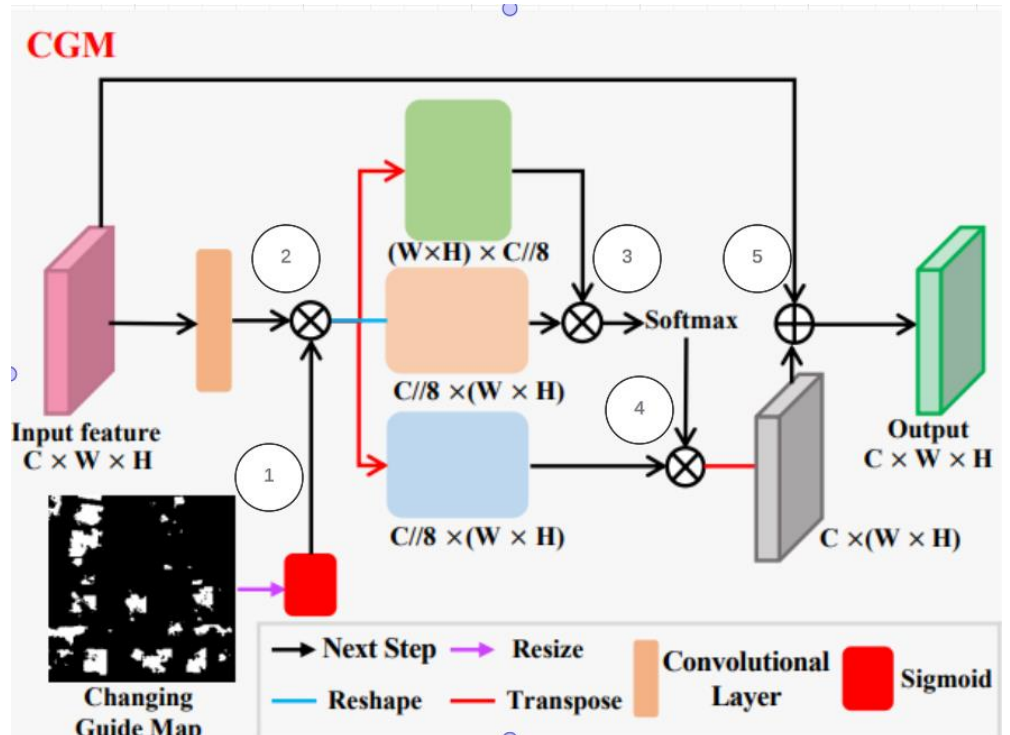 CGM
2
(W×H) × C//8
3
5
Softmax
C//8 ×(W × H)
4
Input feature
C × W × H
Output
C × W × H
1
C//8 ×(W × H)
C ×(W × H)
Changing
Guide Map
Next Step
Resize
Convolutional
Layer
Sigmoid
Reshape
Transpose